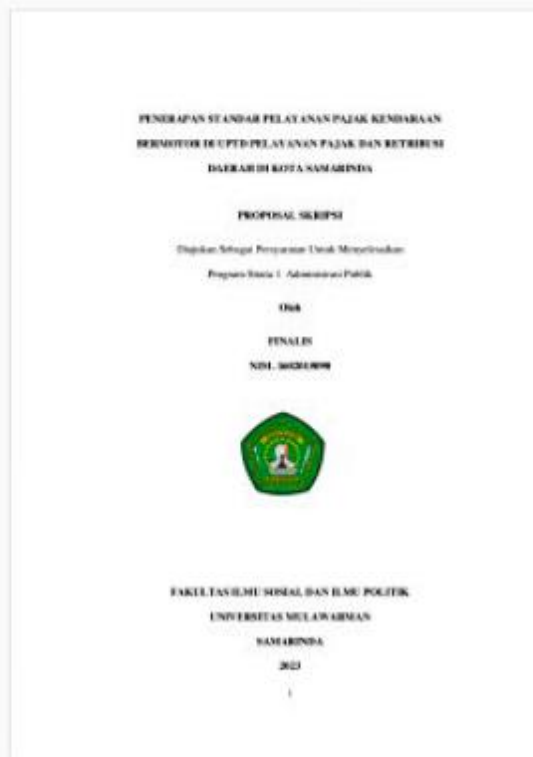 PENERAPAN STANDAR PELAYANAN PAJAK KENDARAAN
BERMOTOR DI UPTD PELAYANAN PAJAK DAN RETRIBUSI
DAERAH DI KOTA SAMARINDA
PROPOSAL SKRIPSI
Diajukan Sebagai Persyaratan Untuk Menyelesaikan
Program Strata 1 Administrasi Publik
Oleh
FINALIS
NIM.
FAKULTAS ILMU SOSIAL DAN ILMU POLITIK
UNIVERSITAS MULAWARMAN
SAMARINDA
2023